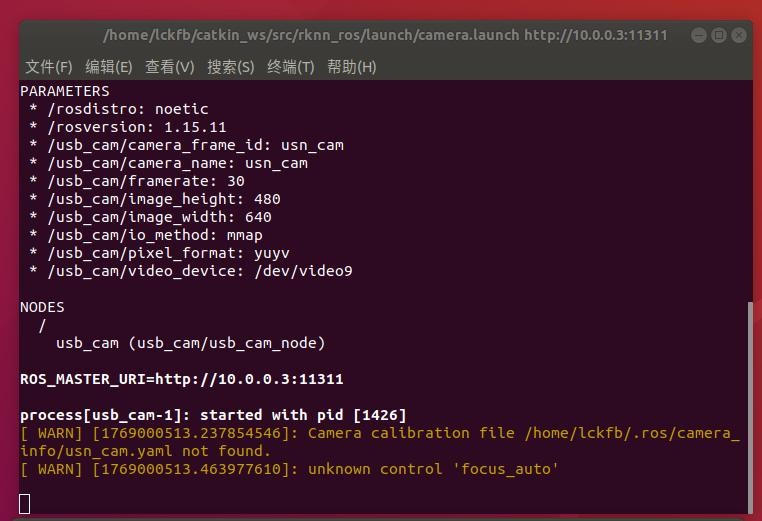 /home/lckfb/catkin_ws/src/rknn_ros/launch/camera.launch http://10.0.0.3:11311
文件(F) 编辑(E) 查看(V) 搜索(S) 终端(T) 帮助(H)
PARAMETERS
* /rosdistro: noetic
* /rosversion: 1.15.11
* /usb_cam/camera_frame_id: usn_cam
* /usb_cam/camera_name: usn_cam
* /usb_cam/framerate: 30
* /usb_cam/image_height: 480
* /usb_cam/image_width: 640
* /usb_cam/io_method: mmap
* /usb_cam/pixel_format: yuyv
* /usb_cam/video_device: /dev/video9
NODES
/
usb_cam (usb_cam/usb_cam_node)
ROS_MASTER_URI=http://10.0.0.3:11311
process[usb_cam-1]: started with pid [1426]
[ WARN] [1769000513.237854546]: Camera calibration file /home/lckfb/.ros/camera_
info/usn_cam.yaml not found.
[ WARN] [1769000513.463977610]: unknown control 'focus_auto'